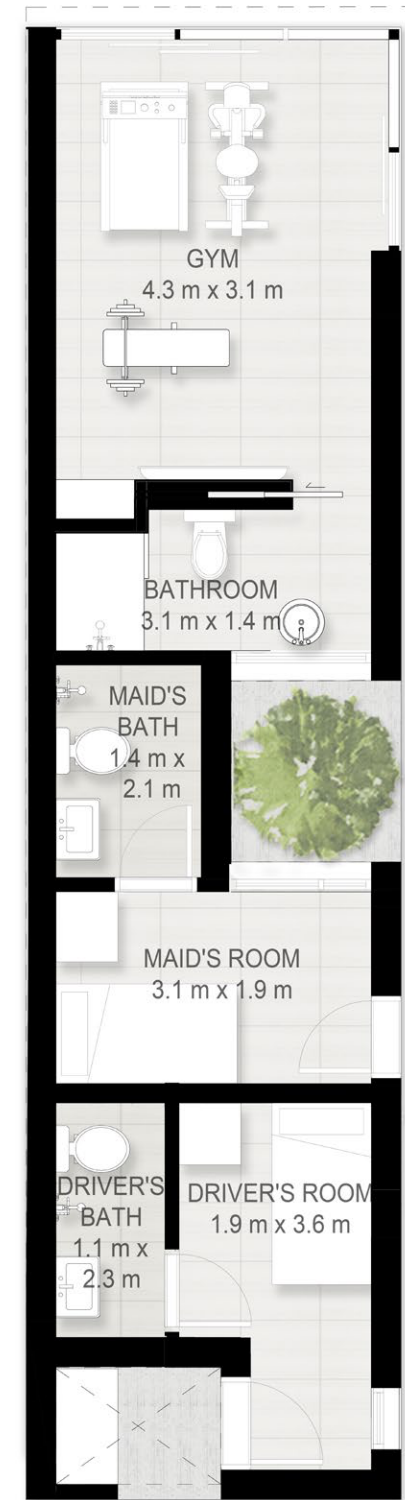 GYM
4.3 m x 3.1 m
BATHROOM
3.1 m x 1.4 m
MAID'S
BATH
1.4 m x
2.1 m
MAID'S ROOM
3.1 m x 1.9 m
DRIVER'S
BATH
1.1 m x
2.3 m
DRIVER'S ROOM
1.9 m x 3.6 m